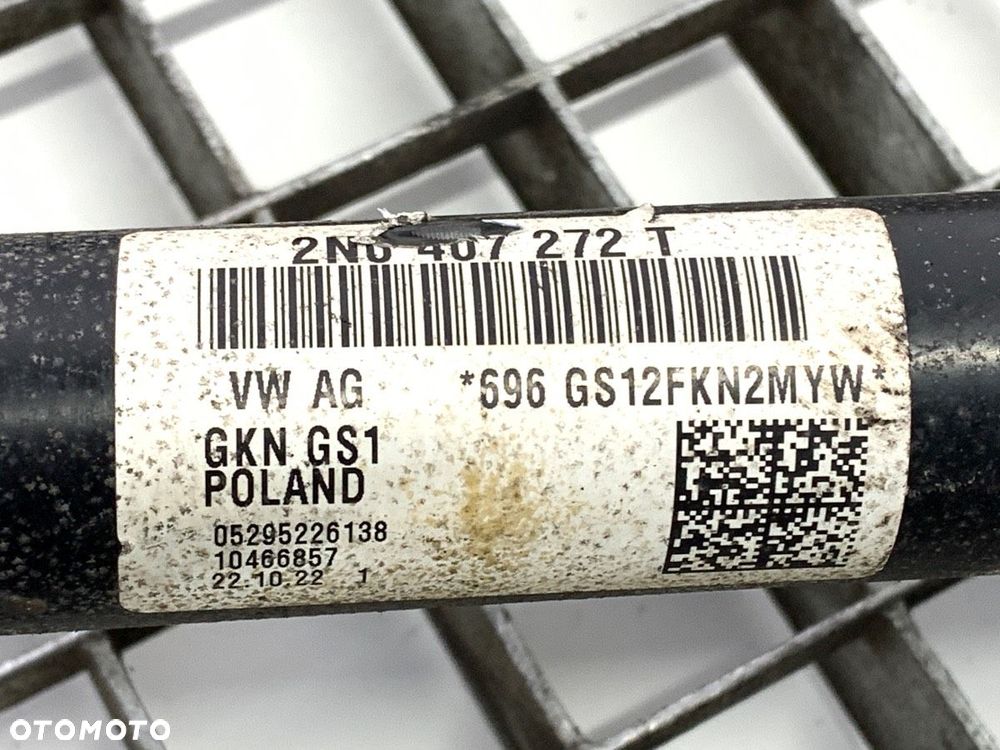 2N0 407 272 T
VW AG *696 GS12FKN2MYW*
GKN GS1
POLAND
05295226138
10466857
22.10.22 1
OTOMOTO